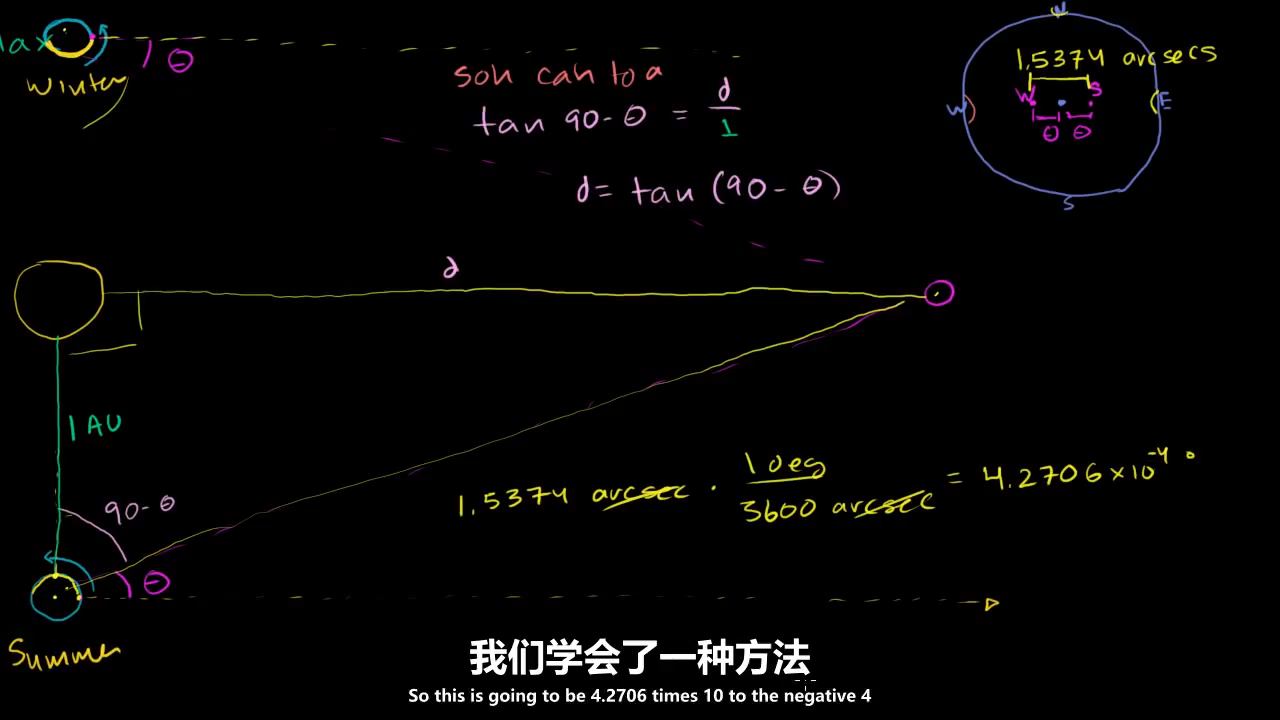 lax
θ
Winter
soh cah toa
tan 90-θ = d/1
d = tan (90-θ)
N
1.5374 arcsecs
W
W
S
E
θ θ
S
d
1 AU
90-θ
θ
1.5374 arcsec · 1 deg/3600 arcsec = 4.2706×10⁻⁴ °
Summer
我们学会了一种方法
So this is going to be 4.2706 times 10 to the negative 4